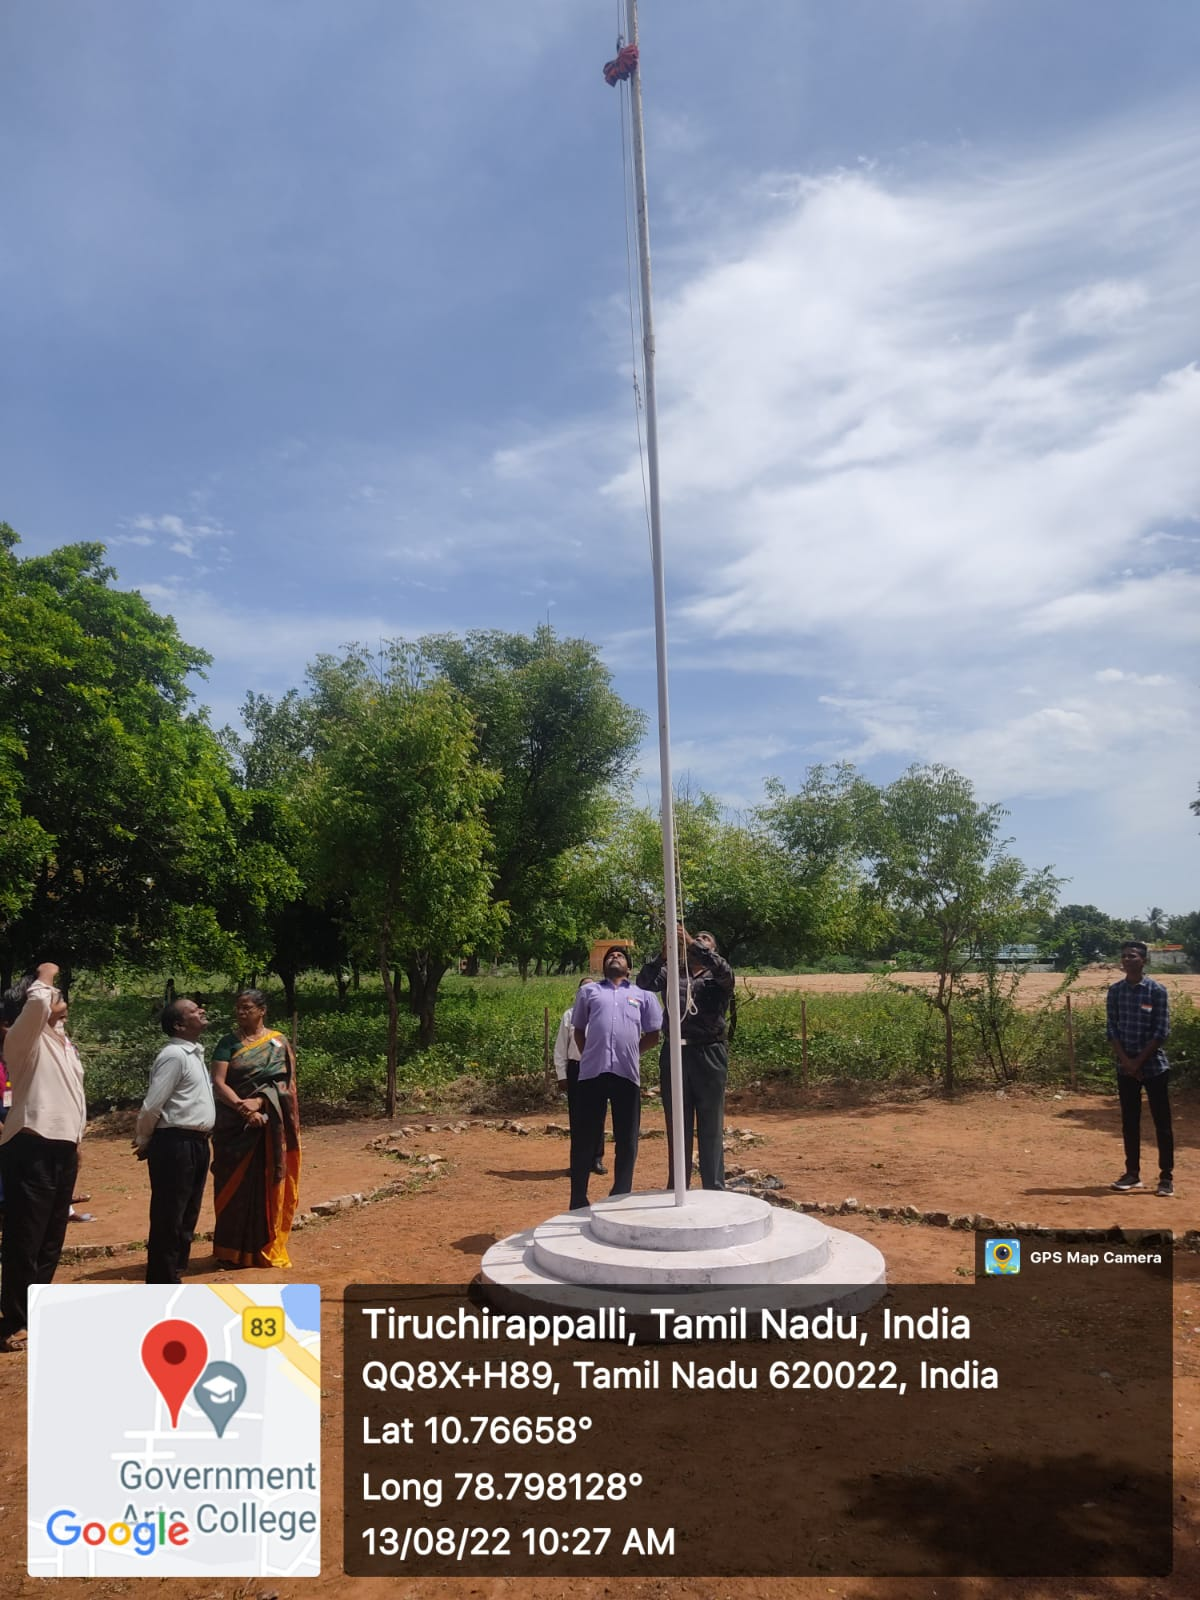 GPS Map Camera
83
Government
Arts College
Google
Tiruchirappalli, Tamil Nadu, India
QQ8X+H89, Tamil Nadu 620022, India
Lat 10.76658°
Long 78.798128°
13/08/22 10:27 AM